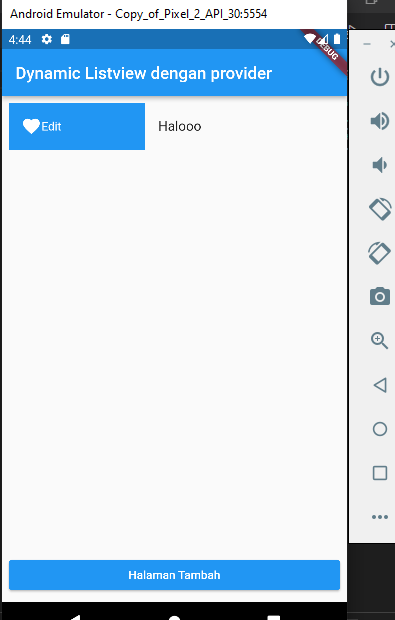 Android Emulator - Copy_of_Pixel_2_API_30:5554
4:44
DEBUG
Dynamic Listview dengan provider
Edit
Halooo
Halaman Tambah